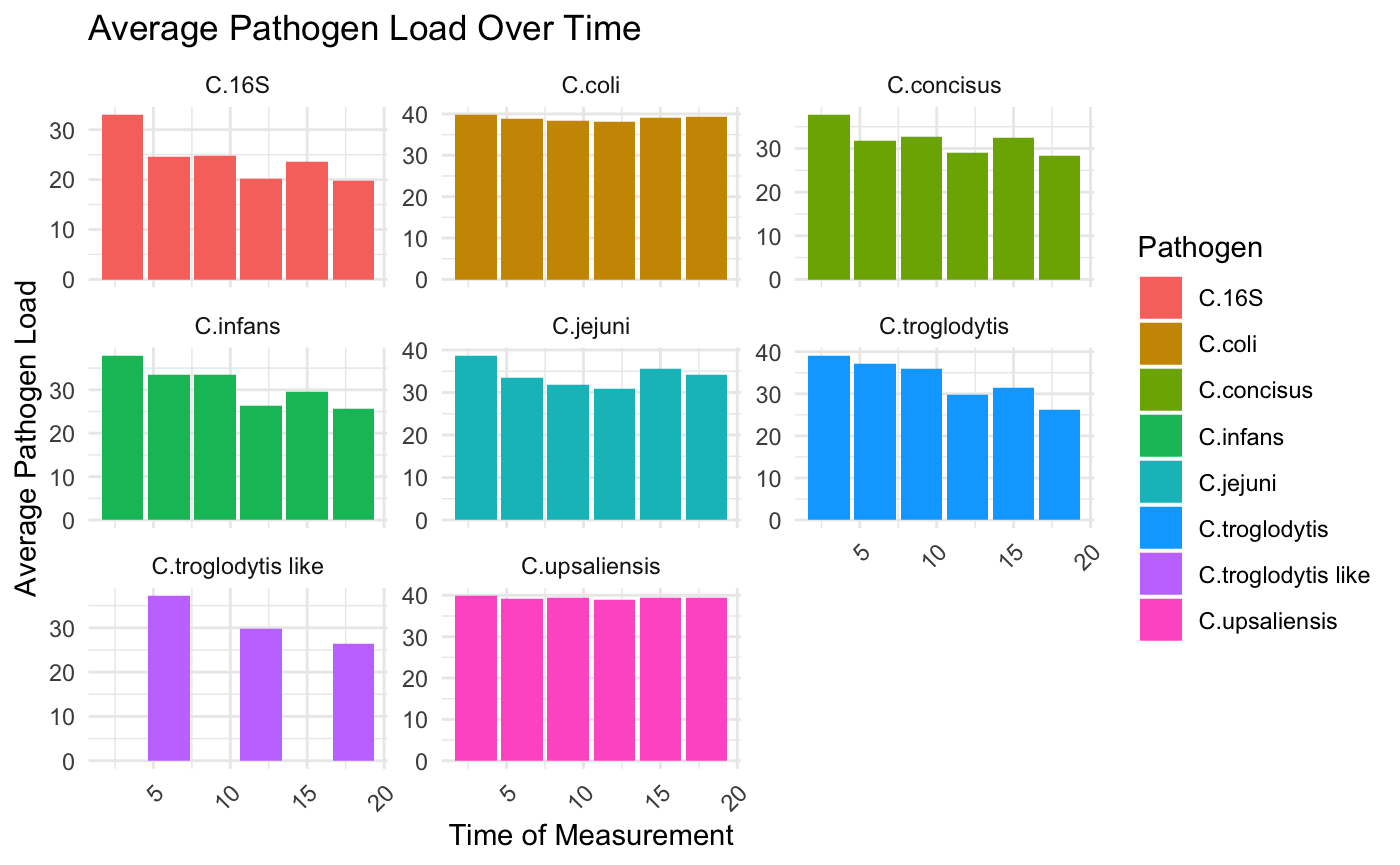 Average Pathogen Load Over Time
Average Pathogen Load
C.16S
30
20
10
0
C.coli
40
30
20
10
0
C.concisus
30
20
10
0
C.infans
30
20
10
0
C.jejuni
40
30
20
10
0
C.troglodytis
40
30
20
10
0
5
10
15
20
C.troglodytis like
30
20
10
0
5
10
15
20
C.upsaliensis
40
30
20
10
0
5
10
15
20
Time of Measurement
Pathogen
C.16S
C.coli
C.concisus
C.infans
C.jejuni
C.troglodytis
C.troglodytis like
C.upsaliensis